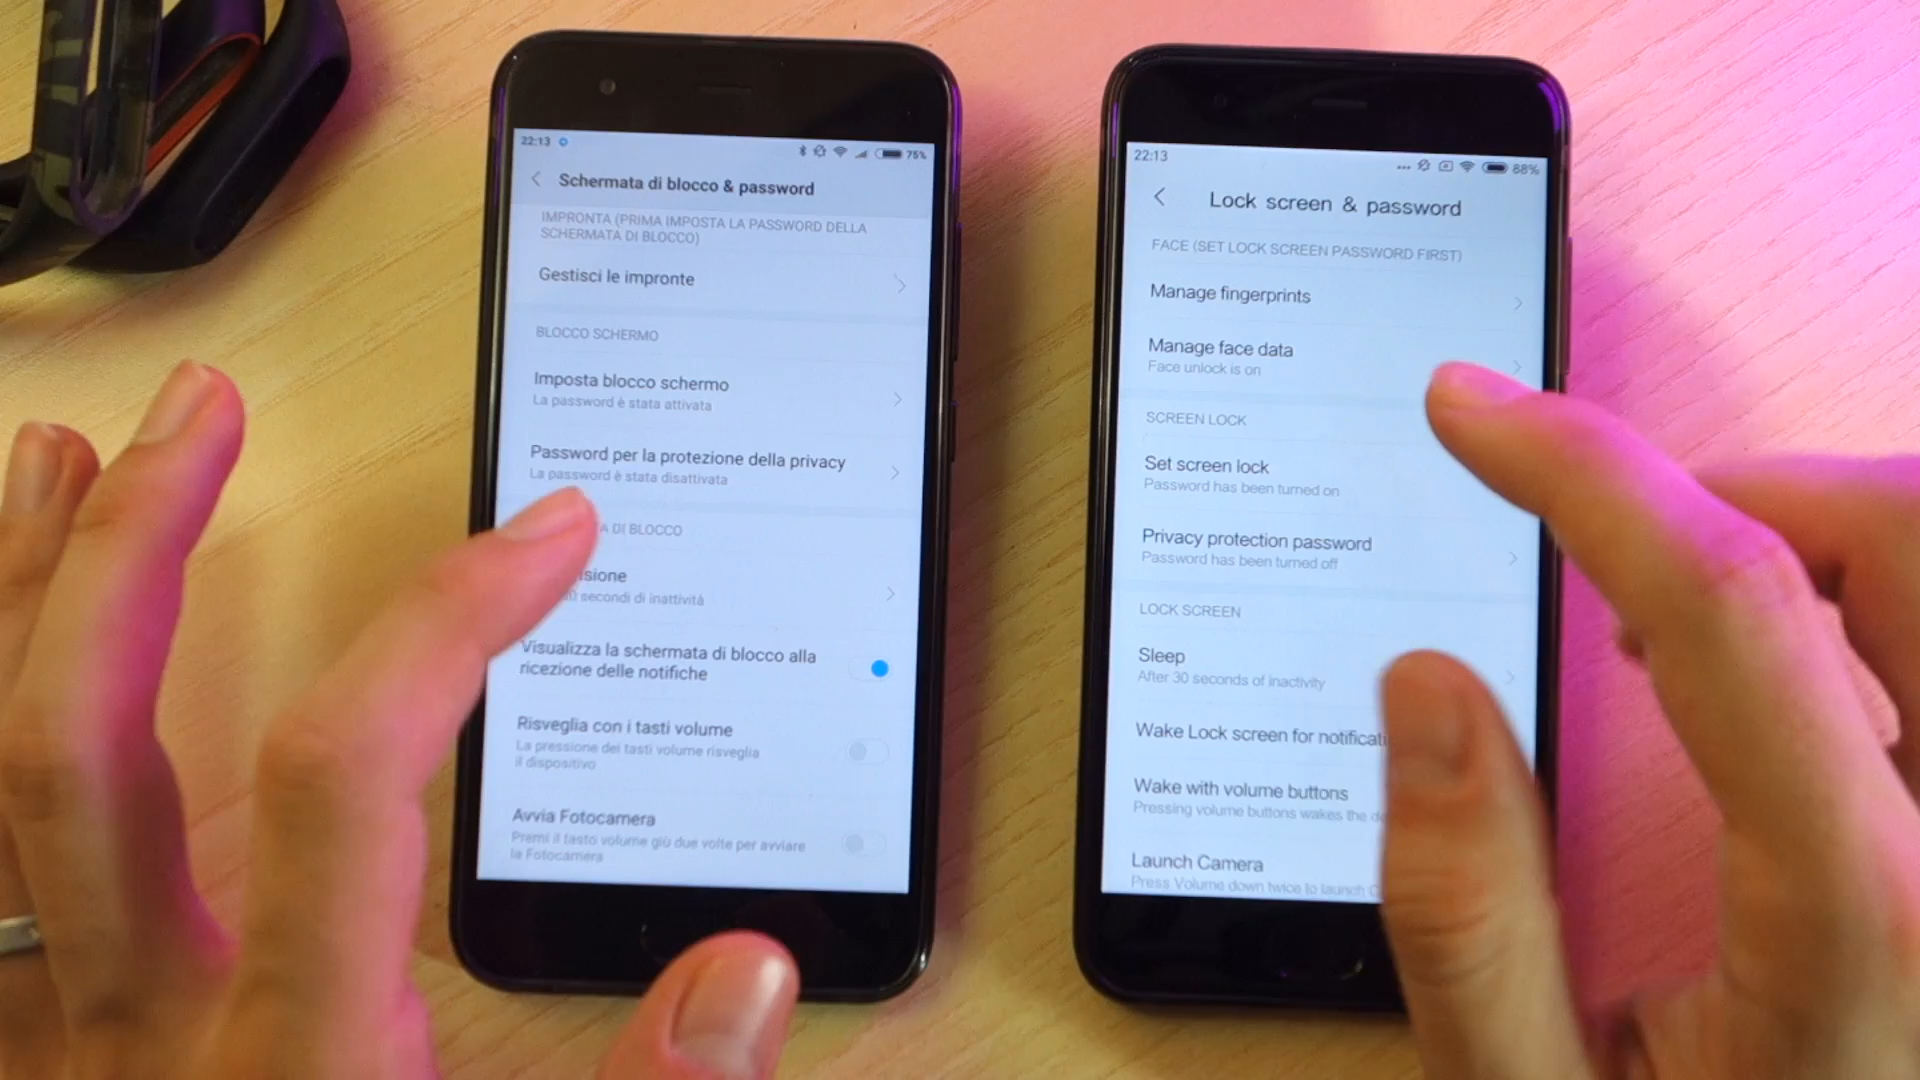 22:13
75%
Schermata di blocco & password
IMPRONTA (PRIMA IMPOSTA LA PASSWORD DELLA
SCHERMATA DI BLOCCO)
Gestisci le impronte
BLOCCO SCHERMO
Imposta blocco schermo
La password è stata attivata
Password per la protezione della privacy
La password è stata disattivata
DI BLOCCO
secondi di inattività
Visualizza la schermata di blocco alla
ricezione delle notifiche
Risveglia con i tasti volume
La pressione dei tasti volume risveglia
il dispositivo
Avvia Fotocamera
Premi il tasto volume giù due volte per avviare
la Fotocamera
22:13
88%
Lock screen & password
FACE (SET LOCK SCREEN PASSWORD FIRST)
Manage fingerprints
Manage face data
Face unlock is on
SCREEN LOCK
Set screen lock
Password has been turned on
Privacy protection password
Password has been turned off
LOCK SCREEN
Sleep
After 30 seconds of inactivity
Wake Lock screen for notificati
Wake with volume buttons
Pressing volume buttons wakes the de
Launch Camera
Press Volume down twice to launch C